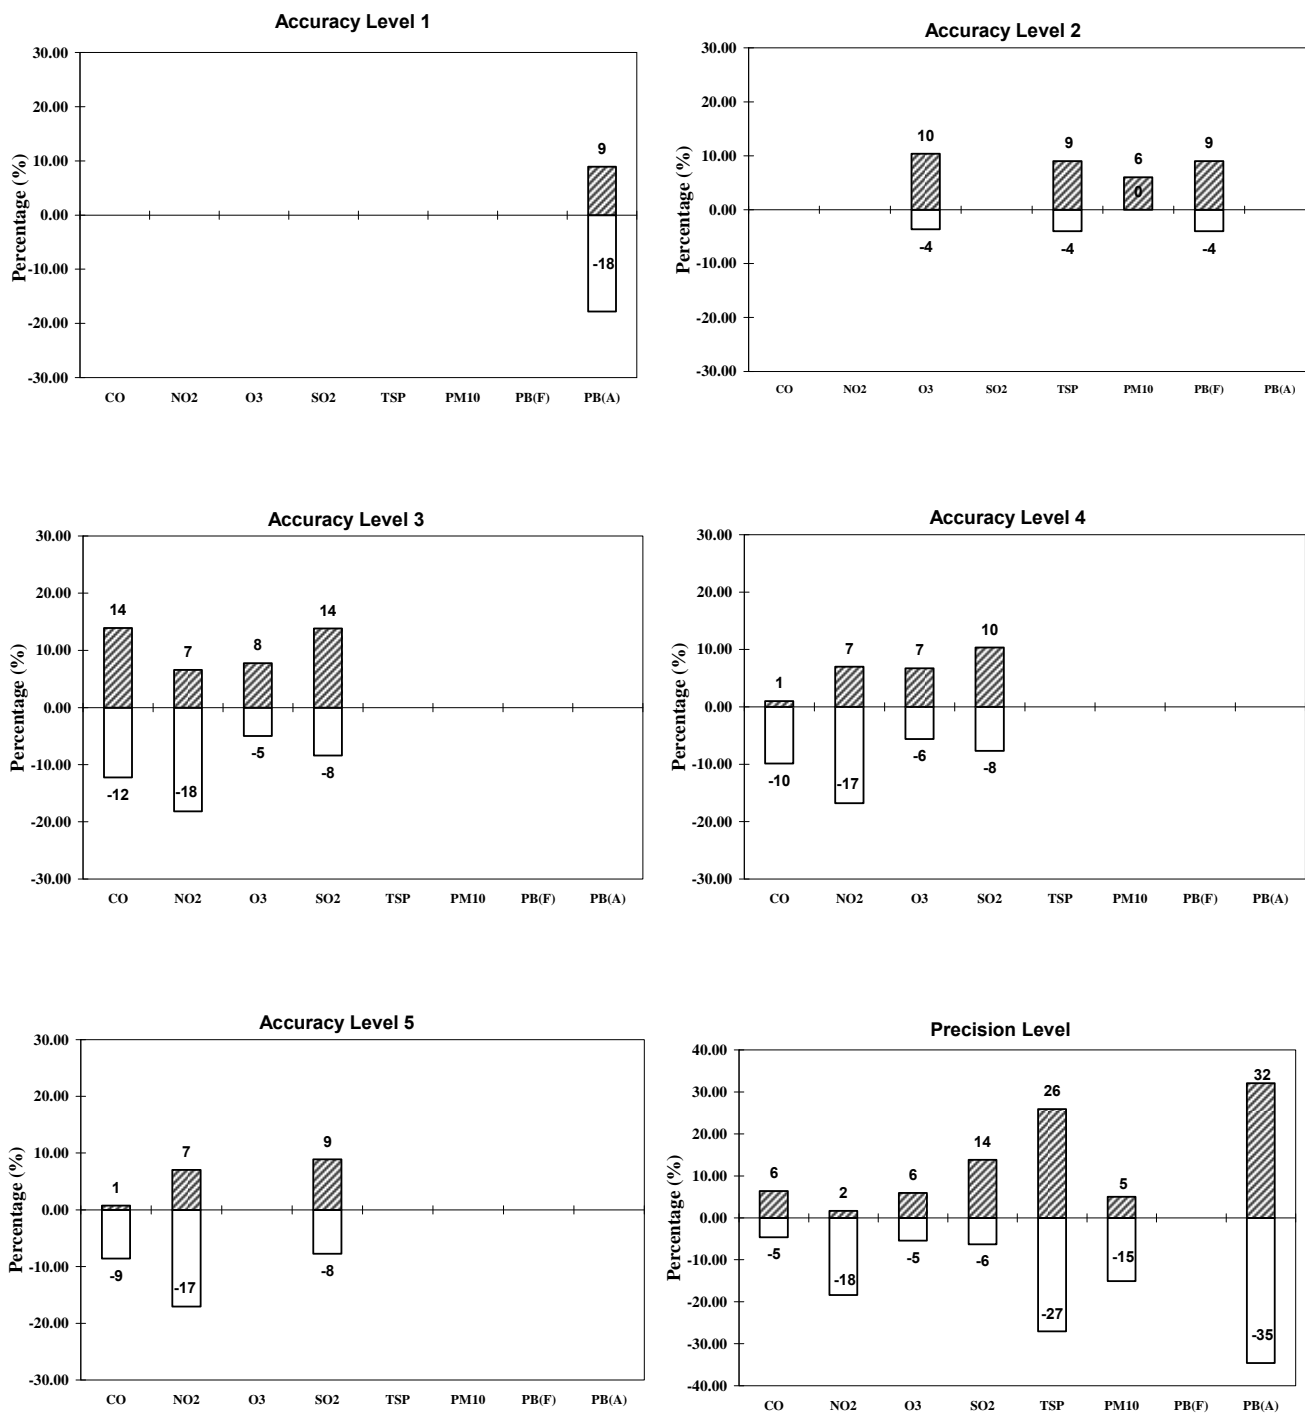 Accuracy Level 1
Percentage (%)
30.00
20.00
10.00
0.00
-10.00
-20.00
-30.00
9
-18
CO NO2 O3 SO2 TSP PM10 PB(F) PB(A)
Accuracy Level 2
Percentage (%)
30.00
20.00
10.00
0.00
-10.00
-20.00
-30.00
10 9 6 9
0
-4 -4 -4
CO NO2 O3 SO2 TSP PM10 PB(F) PB(A)
Accuracy Level 3
Percentage (%)
30.00
20.00
10.00
0.00
-10.00
-20.00
-30.00
14 7 8 14
-12 -18 -5 -8
CO NO2 O3 SO2 TSP PM10 PB(F) PB(A)
Accuracy Level 4
Percentage (%)
30.00
20.00
10.00
0.00
-10.00
-20.00
-30.00
1 7 7 10
-10 -17 -6 -8
CO NO2 O3 SO2 TSP PM10 PB(F) PB(A)
Accuracy Level 5
Percentage (%)
30.00
20.00
10.00
0.00
-10.00
-20.00
-30.00
1 7 9
-9 -17 -8
CO NO2 O3 SO2 TSP PM10 PB(F) PB(A)
Precision Level
Percentage (%)
40.00
30.00
20.00
10.00
0.00
-10.00
-20.00
-30.00
-40.00
6 2 6 14 26 5 32
-5 -18 -5 -6 -27 -15 -35
CO NO2 O3 SO2 TSP PM10 PB(F) PB(A)